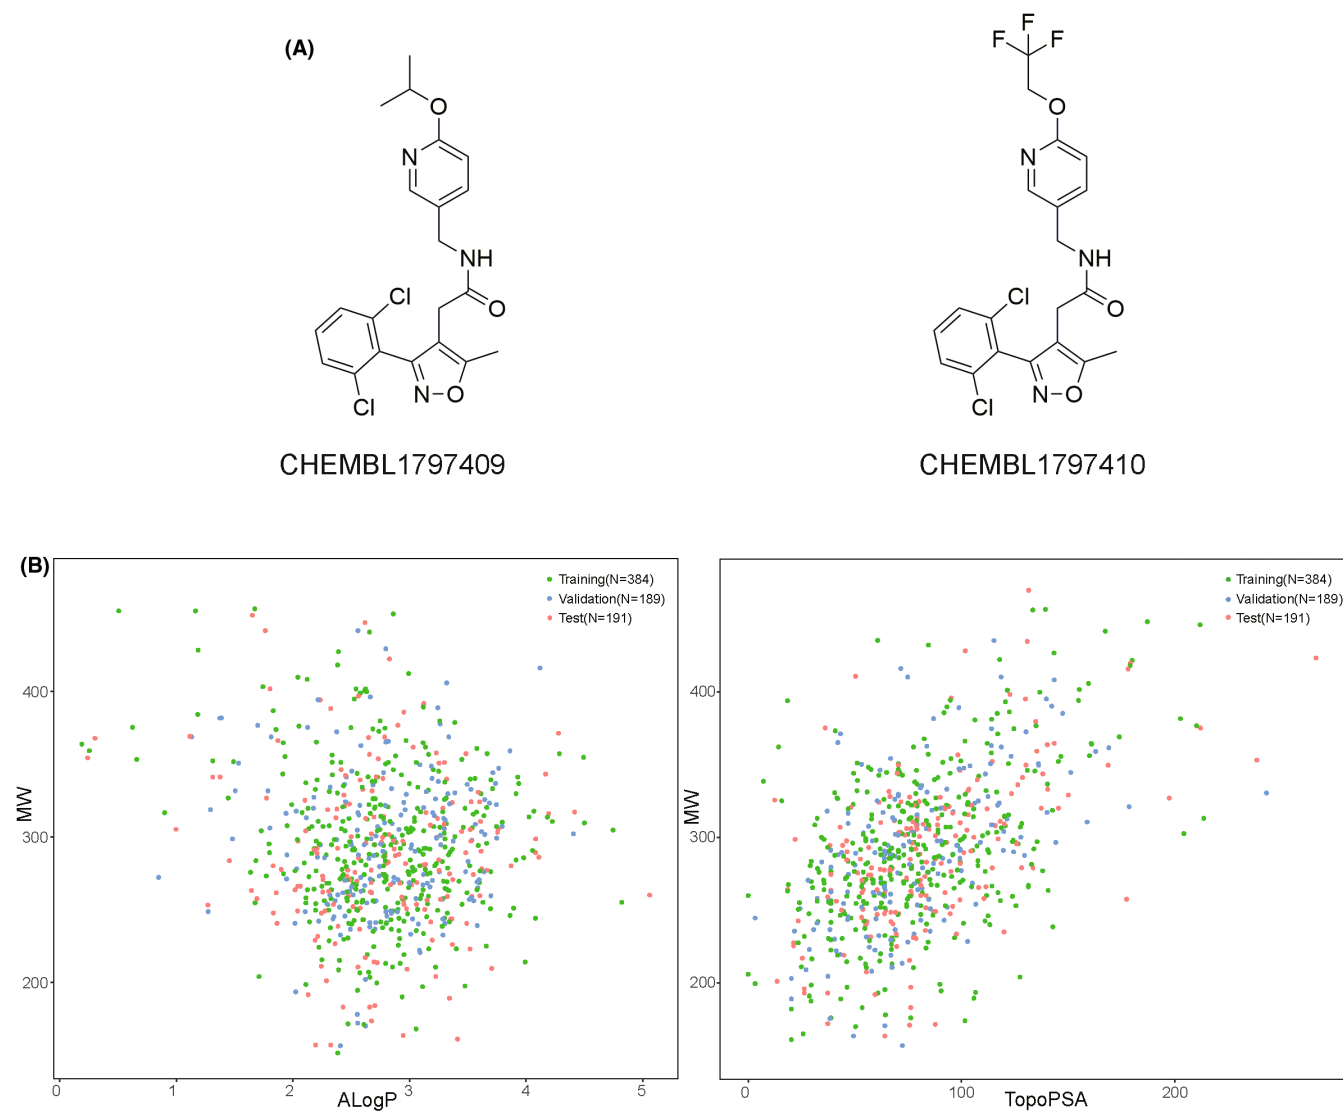 (A)
F
F F
O O
N N
NH NH
Cl O Cl O
Cl N O Cl N O
CHEMBL1797409 CHEMBL1797410
(B)
Training(N=384)
Validation(N=189)
Test(N=191)
400
300
200
MW
0 1 2 3 4 5
ALogP
Training(N=384)
Validation(N=189)
Test(N=191)
400
300
200
MW
0 100 200
TopoPSA